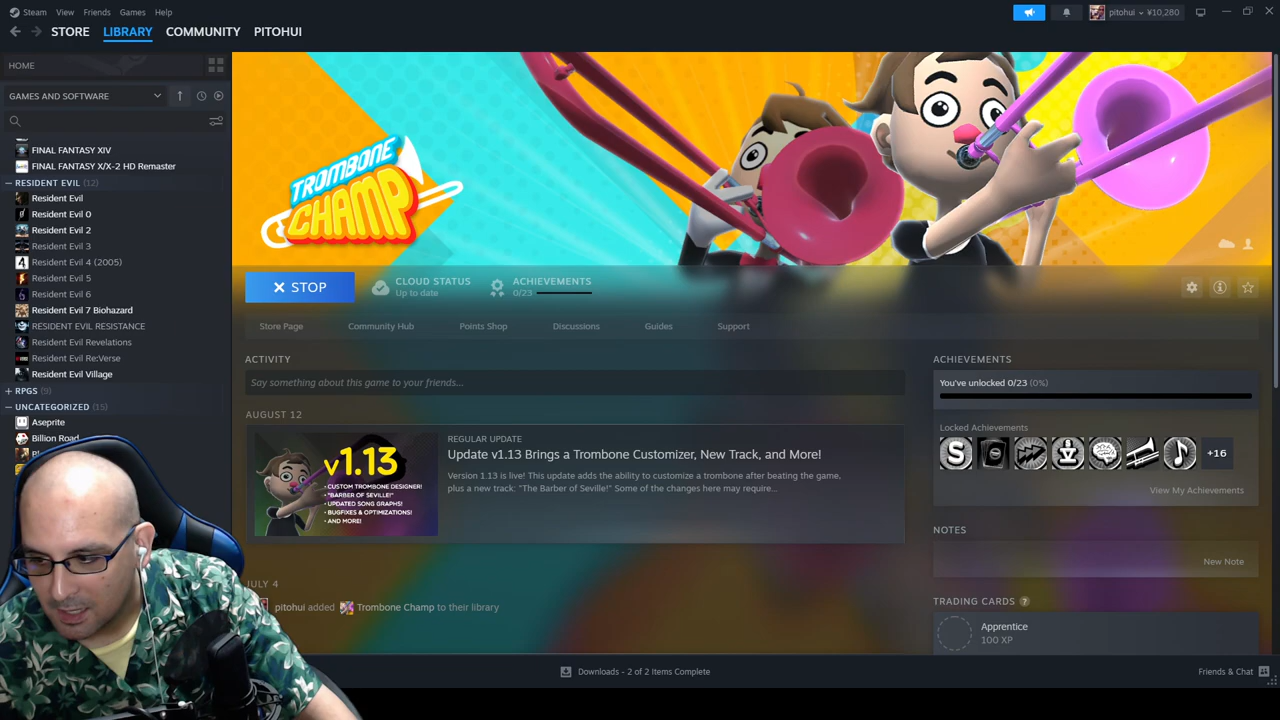 Steam View Friends Games Help
pitohui ¥10,280
STORE LIBRARY COMMUNITY PITOHUI
HOME
GAMES AND SOFTWARE
FINAL FANTASY XIV
FINAL FANTASY X/X-2 HD Remaster
RESIDENT EVIL (12)
Resident Evil
Resident Evil 0
Resident Evil 2
Resident Evil 3
Resident Evil 4 (2005)
Resident Evil 5
Resident Evil 6
Resident Evil 7 Biohazard
RESIDENT EVIL RESISTANCE
Resident Evil Revelations
Resident Evil Re:Verse
Resident Evil Village
RPGS (9)
UNCATEGORIZED (15)
Aseprite
Billion Road
TROMBONE
CHAMP
STOP
CLOUD STATUS
Up to date
ACHIEVEMENTS
0/23
Store Page Community Hub Points Shop Discussions Guides Support
ACTIVITY
Say something about this game to your friends...
AUGUST 12
v1.13
• CUSTOM TROMBONE DESIGNER!
• "BARBER OF SEVILLE!"
• UPDATED SONG GRAPHS!
• BUGFIXES & OPTIMIZATIONS!
• AND MORE!
REGULAR UPDATE
Update v1.13 Brings a Trombone Customizer, New Track, and More!
Version 1.13 is live! This update adds the ability to customize a trombone after beating the game,
plus a new track: "The Barber of Seville!" Some of the changes here may require...
JULY 4
pitohui added Trombone Champ to their library
ACHIEVEMENTS
You've unlocked 0/23 (0%)
Locked Achievements
S
+16
View My Achievements
NOTES
New Note
TRADING CARDS ?
Apprentice
100 XP
Downloads - 2 of 2 Items Complete
Friends & Chat